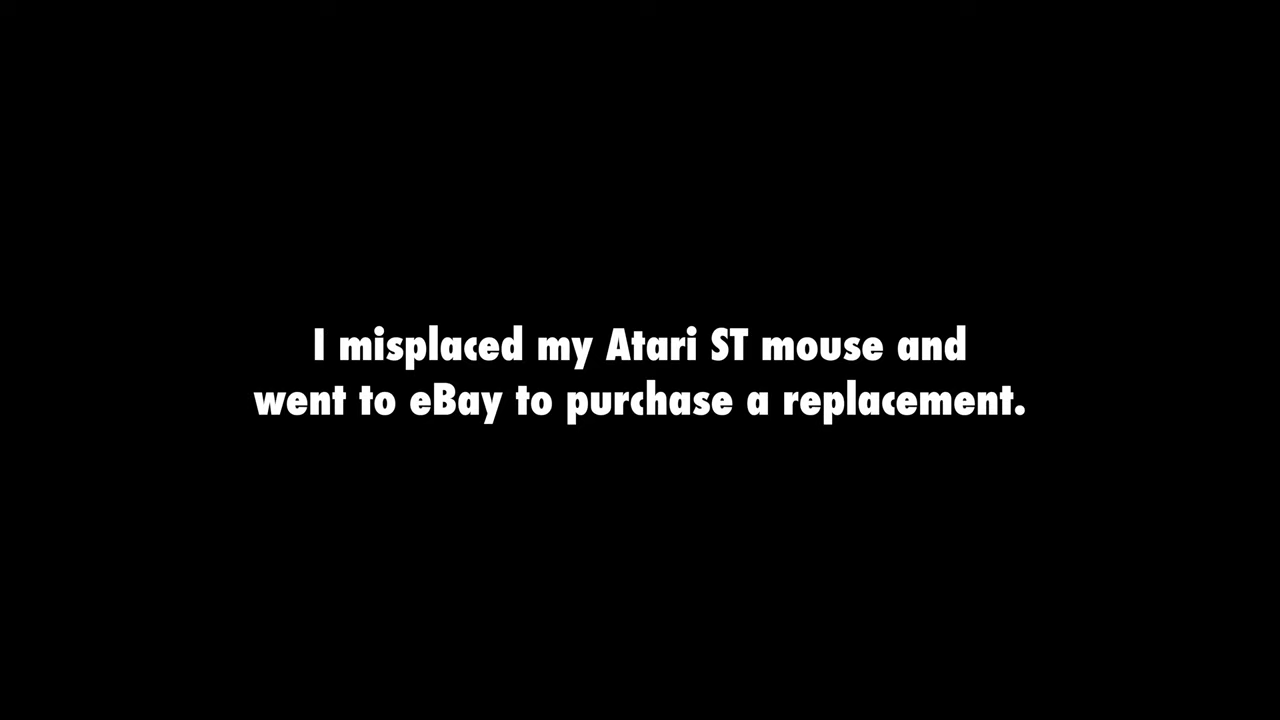 I misplaced my Atari ST mouse and
went to eBay to purchase a replacement.